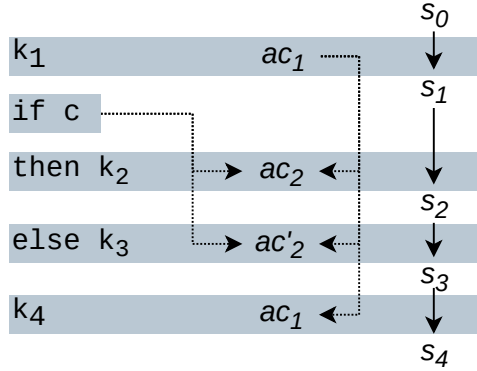 s0
k1 ac1
s1
if c
then k2 ac2
s2
else k3 ac'2
s3
k4 ac1
s4